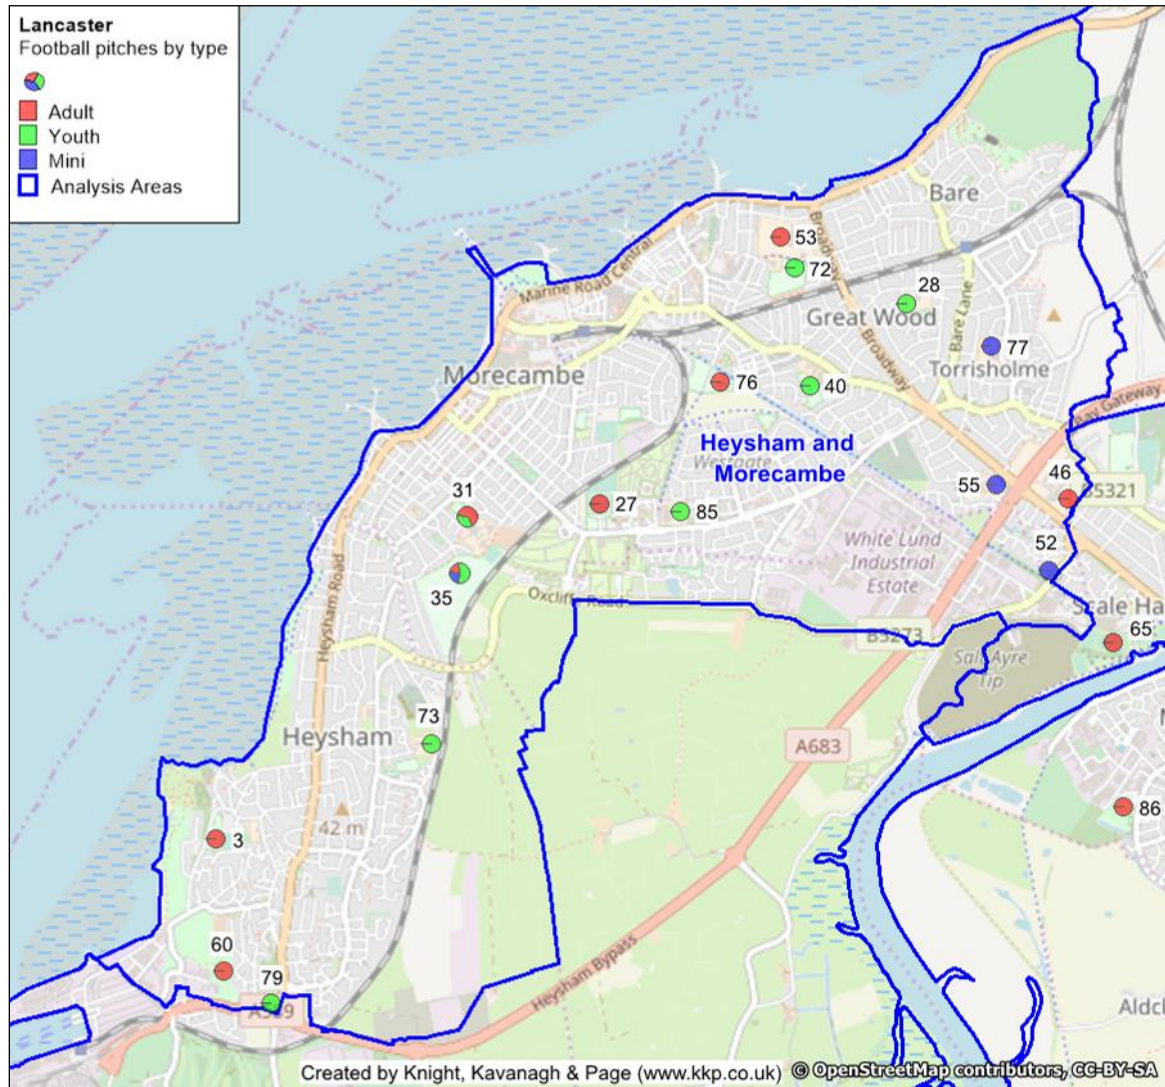 Lancaster
Football pitches by type
Adult
Youth
Mini
Analysis Areas
Bare
53
Broadway
72
Marine Road Central
28
Great Wood
Bare Lane
77
Morecambe
Torrisholme
76
40
Broadway
Bay Gateway
Heysham and
Morecambe
Westgate
31
27
85
55
46
B5321
White Lund
Industrial
Estate
52
35
Heysham Road
Oxcliffe Road
B5273
Scale Ha
65
Salt Ayre
Tip
73
Heysham
A683
3
42 m
86
60
79
Heysham Bypass
Aldcl
Created by Knight, Kavanagh & Page (www.kkp.co.uk) © OpenStreetMap contributors, CC-BY-SA